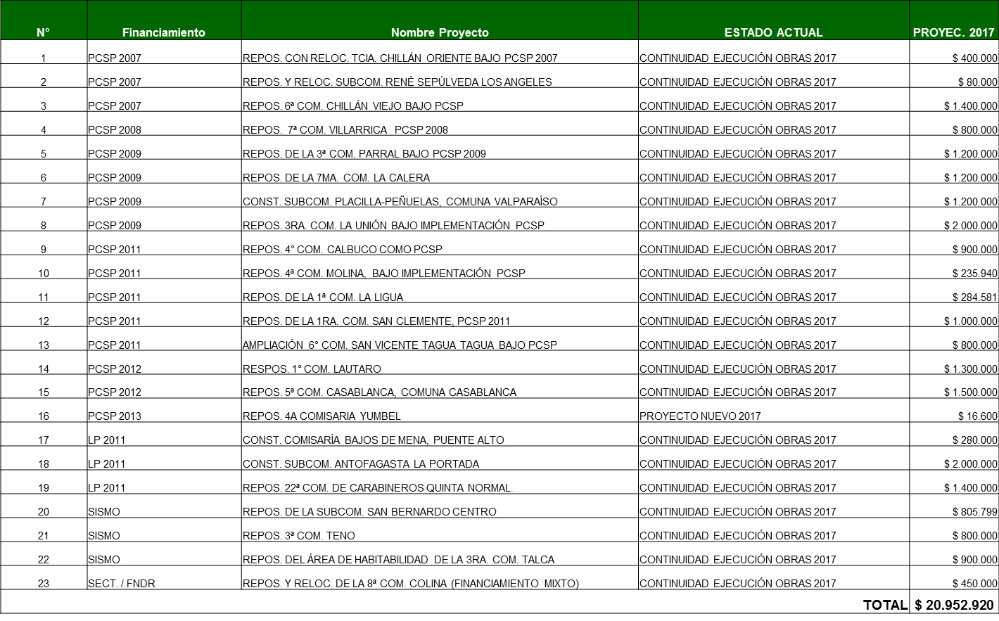 N° Financiamiento Nombre Proyecto ESTADO ACTUAL PROYEC. 2017
1 PCSP 2007 REPOS. CON RELOC. TCIA. CHILLÁN ORIENTE BAJO PCSP 2007 CONTINUIDAD EJECUCIÓN OBRAS 2017 $ 400.000
2 PCSP 2007 REPOS. Y RELOC. SUBCOM. RENÉ SEPÚLVEDA LOS ANGELES CONTINUIDAD EJECUCIÓN OBRAS 2017 $ 80.000
3 PCSP 2007 REPOS. 6ª COM. CHILLÁN VIEJO BAJO PCSP CONTINUIDAD EJECUCIÓN OBRAS 2017 $ 1.400.000
4 PCSP 2008 REPOS. 7ª COM. VILLARRICA PCSP 2008 CONTINUIDAD EJECUCIÓN OBRAS 2017 $ 800.000
5 PCSP 2009 REPOS. DE LA 3ª COM. PARRAL BAJO PCSP 2009 CONTINUIDAD EJECUCIÓN OBRAS 2017 $ 1.200.000
6 PCSP 2009 REPOS. DE LA 7MA. COM. LA CALERA CONTINUIDAD EJECUCIÓN OBRAS 2017 $ 1.200.000
7 PCSP 2009 CONST. SUBCOM. PLACILLA-PEÑUELAS, COMUNA VALPARAÍSO CONTINUIDAD EJECUCIÓN OBRAS 2017 $ 1.200.000
8 PCSP 2009 REPOS. 3RA. COM. LA UNIÓN BAJO IMPLEMENTACIÓN PCSP CONTINUIDAD EJECUCIÓN OBRAS 2017 $ 2.000.000
9 PCSP 2011 REPOS. 4° COM. CALBUCO COMO PCSP CONTINUIDAD EJECUCIÓN OBRAS 2017 $ 900.000
10 PCSP 2011 REPOS. 4ª COM. MOLINA, BAJO IMPLEMENTACIÓN PCSP CONTINUIDAD EJECUCIÓN OBRAS 2017 $ 235.940
11 PCSP 2011 REPOS. DE LA 1ª COM. LA LIGUA CONTINUIDAD EJECUCIÓN OBRAS 2017 $ 284.581
12 PCSP 2011 REPOS. DE LA 1RA. COM. SAN CLEMENTE, PCSP 2011 CONTINUIDAD EJECUCIÓN OBRAS 2017 $ 1.000.000
13 PCSP 2011 AMPLIACIÓN 6° COM. SAN VICENTE TAGUA TAGUA BAJO PCSP CONTINUIDAD EJECUCIÓN OBRAS 2017 $ 800.000
14 PCSP 2012 RESPOS. 1° COM. LAUTARO CONTINUIDAD EJECUCIÓN OBRAS 2017 $ 1.300.000
15 PCSP 2012 REPOS. 5ª COM. CASABLANCA, COMUNA CASABLANCA CONTINUIDAD EJECUCIÓN OBRAS 2017 $ 1.500.000
16 PCSP 2013 REPOS. 4A COMISARIA YUMBEL PROYECTO NUEVO 2017 $ 16.600
17 LP 2011 CONST. COMISARÍA BAJOS DE MENA, PUENTE ALTO CONTINUIDAD EJECUCIÓN OBRAS 2017 $ 280.000
18 LP 2011 CONST. SUBCOM. ANTOFAGASTA LA PORTADA CONTINUIDAD EJECUCIÓN OBRAS 2017 $ 2.000.000
19 LP 2011 REPOS. 22ª COM. DE CARABINEROS QUINTA NORMAL. CONTINUIDAD EJECUCIÓN OBRAS 2017 $ 1.400.000
20 SISMO REPOS. DE LA SUBCOM. SAN BERNARDO CENTRO CONTINUIDAD EJECUCIÓN OBRAS 2017 $ 805.799
21 SISMO REPOS. 3ª COM. TENO CONTINUIDAD EJECUCIÓN OBRAS 2017 $ 800.000
22 SISMO REPOS. DEL ÁREA DE HABITABILIDAD DE LA 3RA. COM. TALCA CONTINUIDAD EJECUCIÓN OBRAS 2017 $ 900.000
23 SECT. / FNDR REPOS. Y RELOC. DE LA 8ª COM. COLINA (FINANCIAMIENTO MIXTO) CONTINUIDAD EJECUCIÓN OBRAS 2017 $ 450.000
TOTAL $ 20.952.920